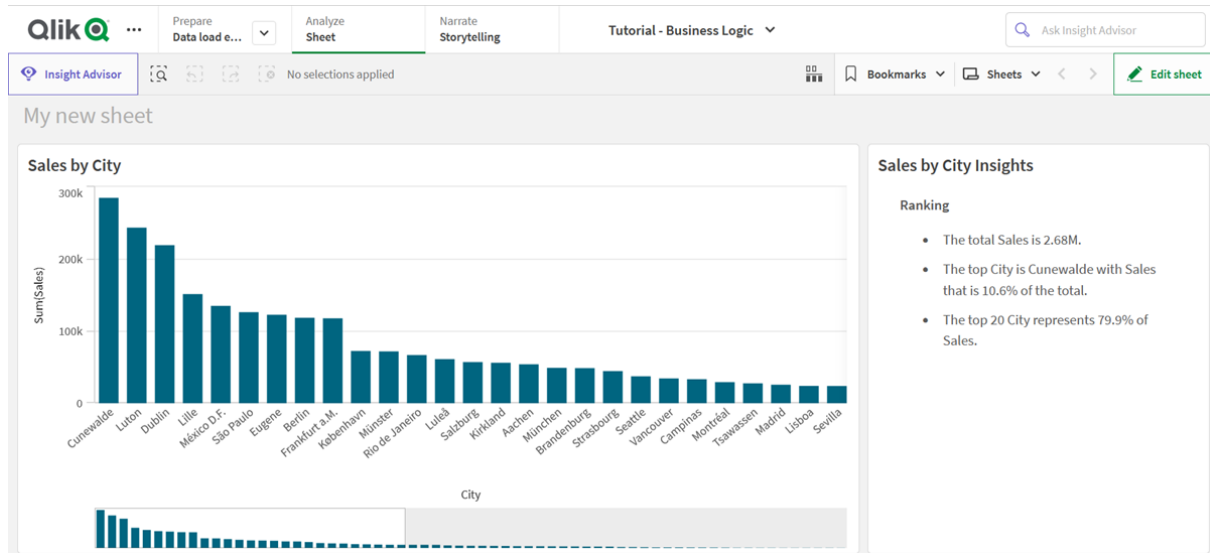 Qlik
Prepare
Data load e...
Analyze
Sheet
Narrate
Storytelling
Tutorial - Business Logic
Ask Insight Advisor
Insight Advisor
No selections applied
Bookmarks
Sheets
Edit sheet
My new sheet
Sales by City
300k
200k
100k
0
Sum(Sales)
Cunewalde
Luton
Dublin
Lille
México D.F.
São Paulo
Eugene
Berlin
Frankfurt a.M.
København
Münster
Rio de Janeiro
Luleå
Salzburg
Kirkland
Aachen
München
Brandenburg
Strasbourg
Seattle
Vancouver
Campinas
Montréal
Tsawassen
Madrid
Lisboa
Sevilla
City
Sales by City Insights
Ranking
• The total Sales is 2.68M.
• The top City is Cunewalde with Sales
that is 10.6% of the total.
• The top 20 City represents 79.9% of
Sales.